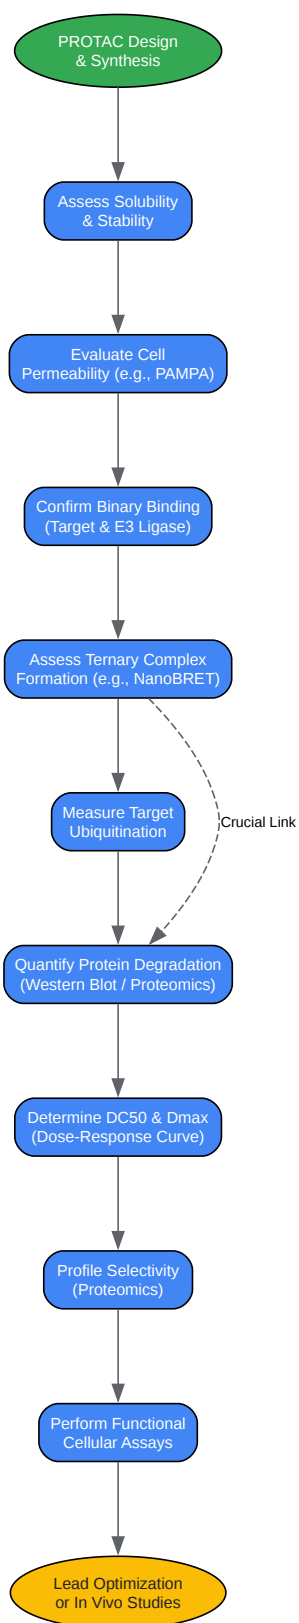 PROTAC Design
& Synthesis
Assess Solubility
& Stability
Evaluate Cell
Permeability (e.g., PAMPA)
Confirm Binary Binding
(Target & E3 Ligase)
Assess Ternary Complex
Formation (e.g., NanoBRET)
Measure Target
Ubiquitination
Crucial Link
Quantify Protein Degradation
(Western Blot / Proteomics)
Determine DC50 & Dmax
(Dose-Response Curve)
Profile Selectivity
(Proteomics)
Perform Functional
Cellular Assays
Lead Optimization
or In Vivo Studies